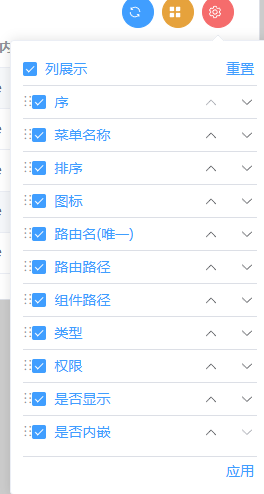 内
列展示 重置
序
菜单名称
排序
图标
路由名(唯一)
路由路径
组件路径
类型
权限
是否显示
是否内嵌
应用